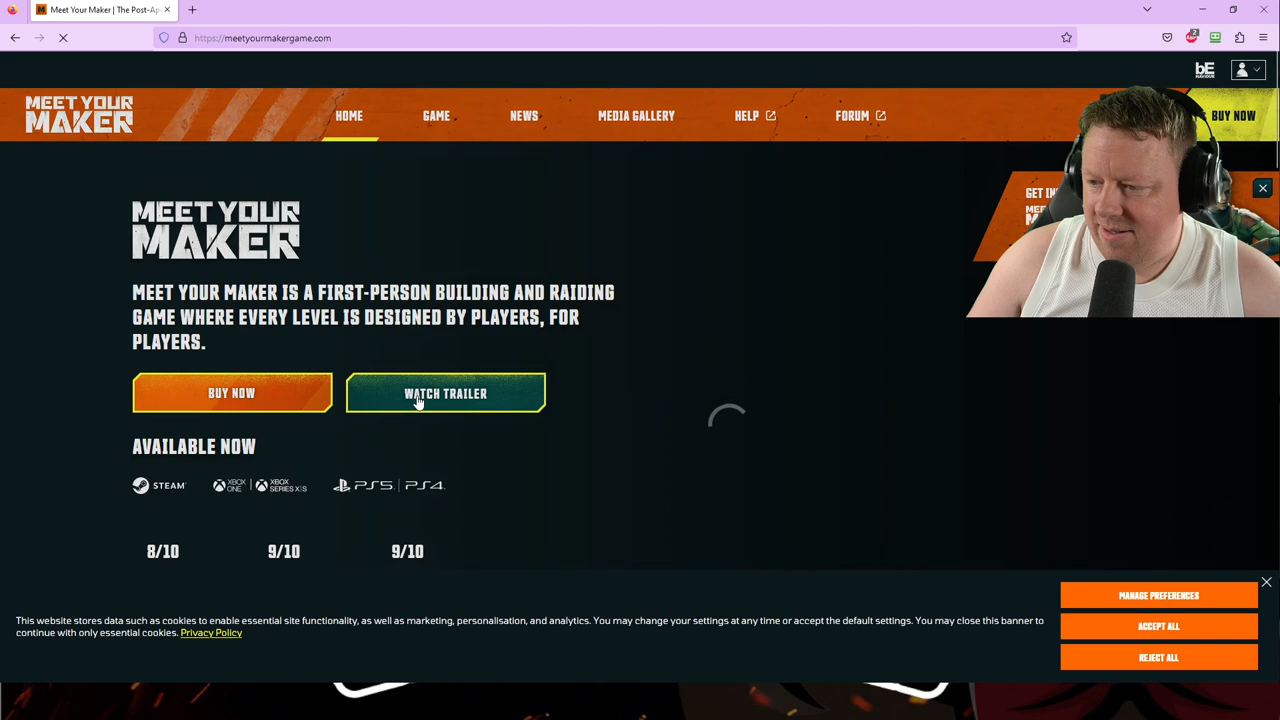 Meet Your Maker | The Post-Ap
https://meetyourmakergame.com
2
bE
BEHAVIOUR
MEET YOUR
MAKER
HOME
GAME
NEWS
MEDIA GALLERY
HELP
FORUM
BUY NOW
GET IN
MEET YOUR
MAKER
MEET YOUR MAKER IS A FIRST-PERSON BUILDING AND RAIDING
GAME WHERE EVERY LEVEL IS DESIGNED BY PLAYERS, FOR
PLAYERS.
BUY NOW
WATCH TRAILER
AVAILABLE NOW
STEAM
XBOX ONE | XBOX SERIES X|S
PS5 | PS4
8/10
9/10
9/10
This website stores data such as cookies to enable essential site functionality, as well as marketing, personalisation, and analytics. You may change your settings at any time or accept the default settings. You may close this banner to
continue with only essential cookies. Privacy Policy
MANAGE PREFERENCES
ACCEPT ALL
REJECT ALL